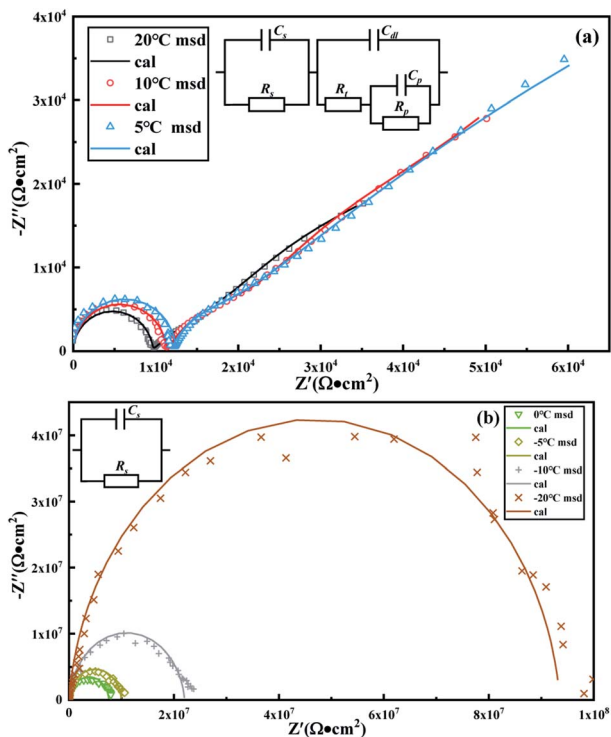 (a)
20°C msd
cal
10°C msd
cal
5°C msd
cal
Cs
Rs
Cdl
Rt
Cp
Rp
4x10⁴
3x10⁴
2x10⁴
1x10⁴
0
-Z''(Ω•cm²)
0
1x10⁴
2x10⁴
3x10⁴
4x10⁴
5x10⁴
6x10⁴
Z'(Ω•cm²)
(b)
Cs
Rs
0°C msd
cal
-5°C msd
cal
-10°C msd
cal
-20°C msd
cal
4x10⁷
3x10⁷
2x10⁷
1x10⁷
0
-Z''(Ω•cm²)
0
2x10⁷
4x10⁷
6x10⁷
8x10⁷
1x10⁸
Z'(Ω•cm²)